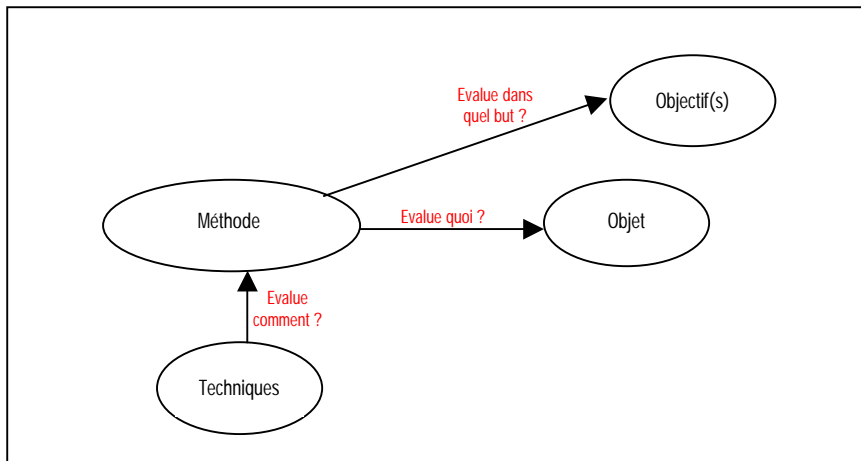 Evalue dans
quel but ?
Objectif(s)
Méthode
Evalue quoi ?
Objet
Evalue
comment ?
Techniques